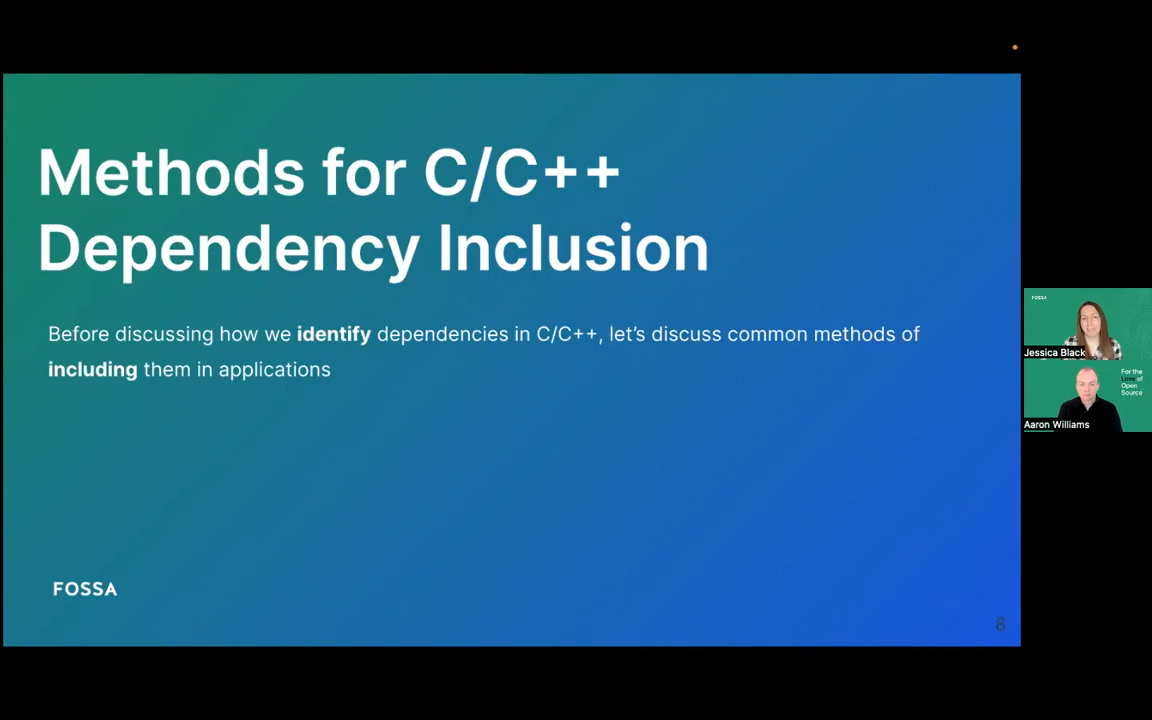 Methods for C/C++
Dependency Inclusion
Before discussing how we identify dependencies in C/C++, let's discuss common methods of
including them in applications
FOSSA
8
FOSSA
Jessica Black
For the
Love of
Open
Source
Aaron Williams